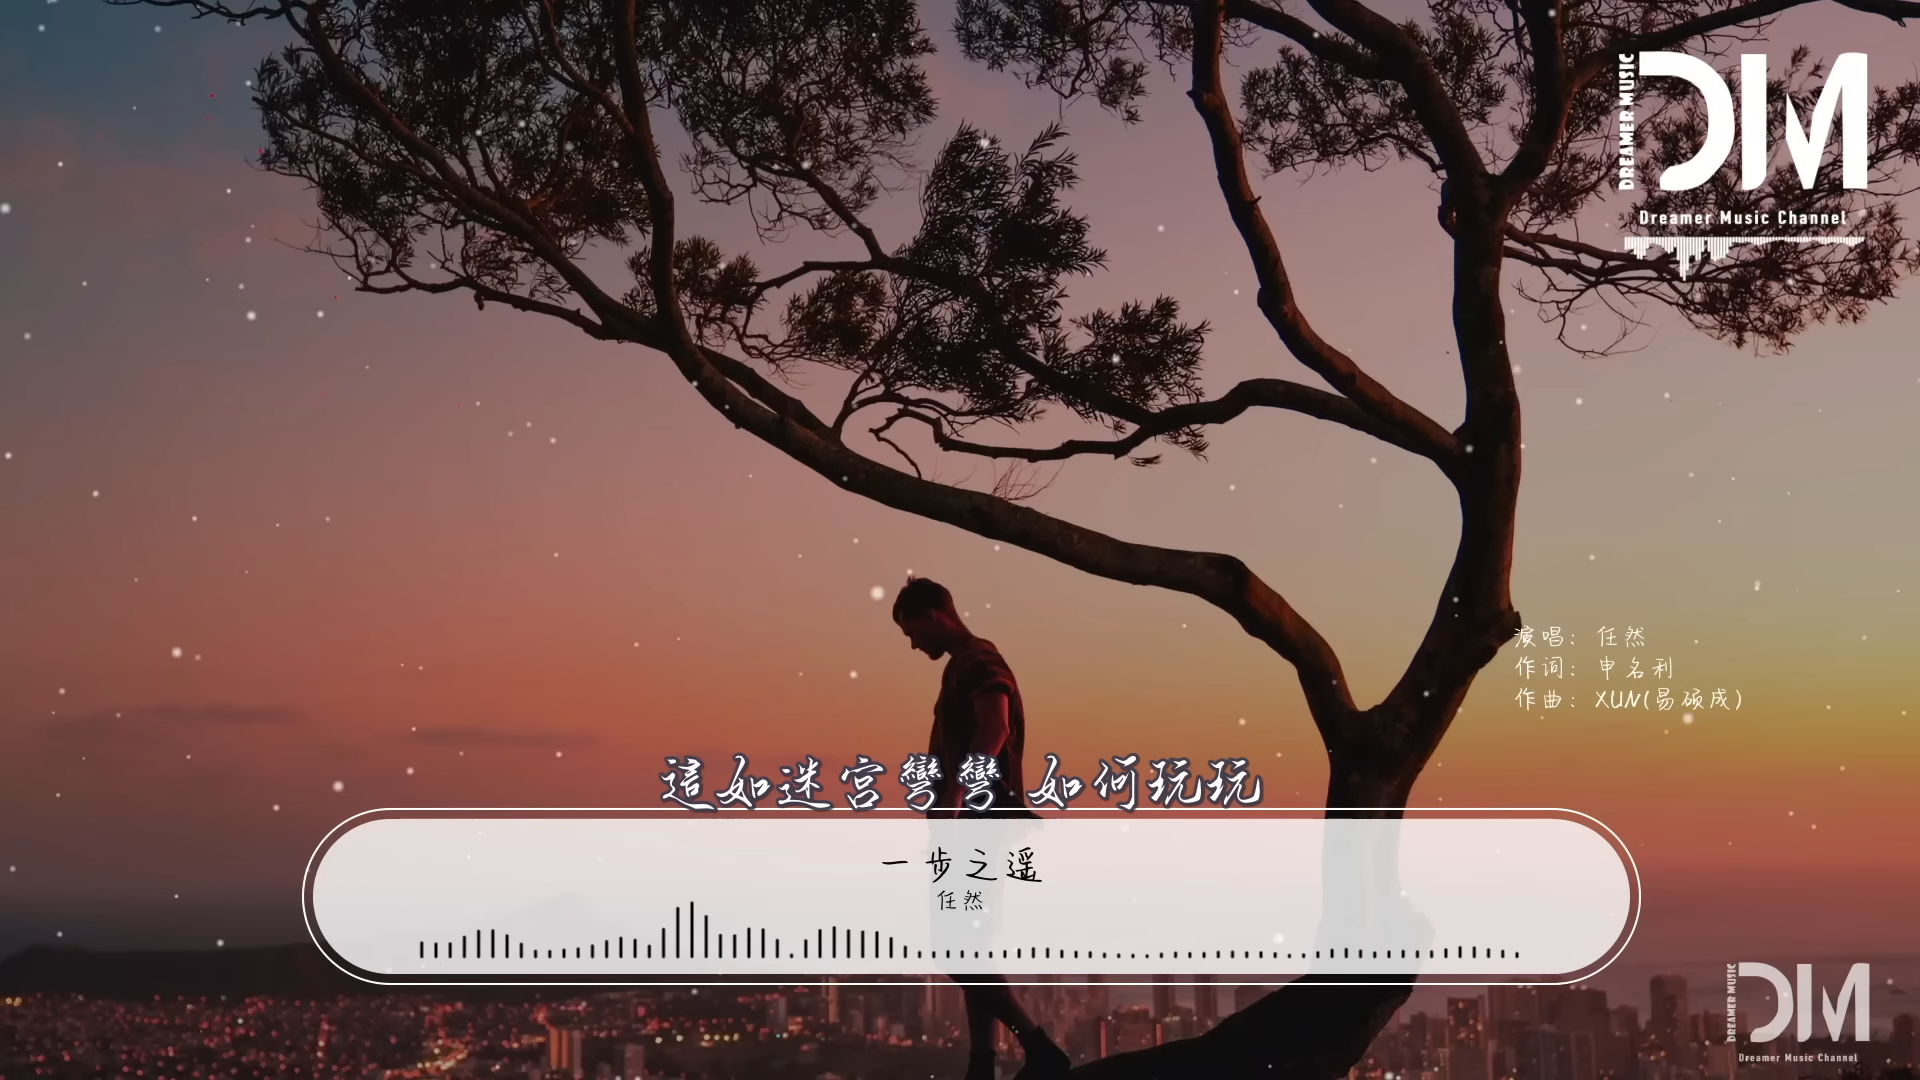 DREAMER MUSIC
DM
Dreamer Music Channel
演唱：任然
作词：申名利
作曲：XUN(易硕成)
這如迷宫彎彎 如何玩玩
一步之遥
任然
DREAMER MUSIC
DM
Dreamer Music Channel